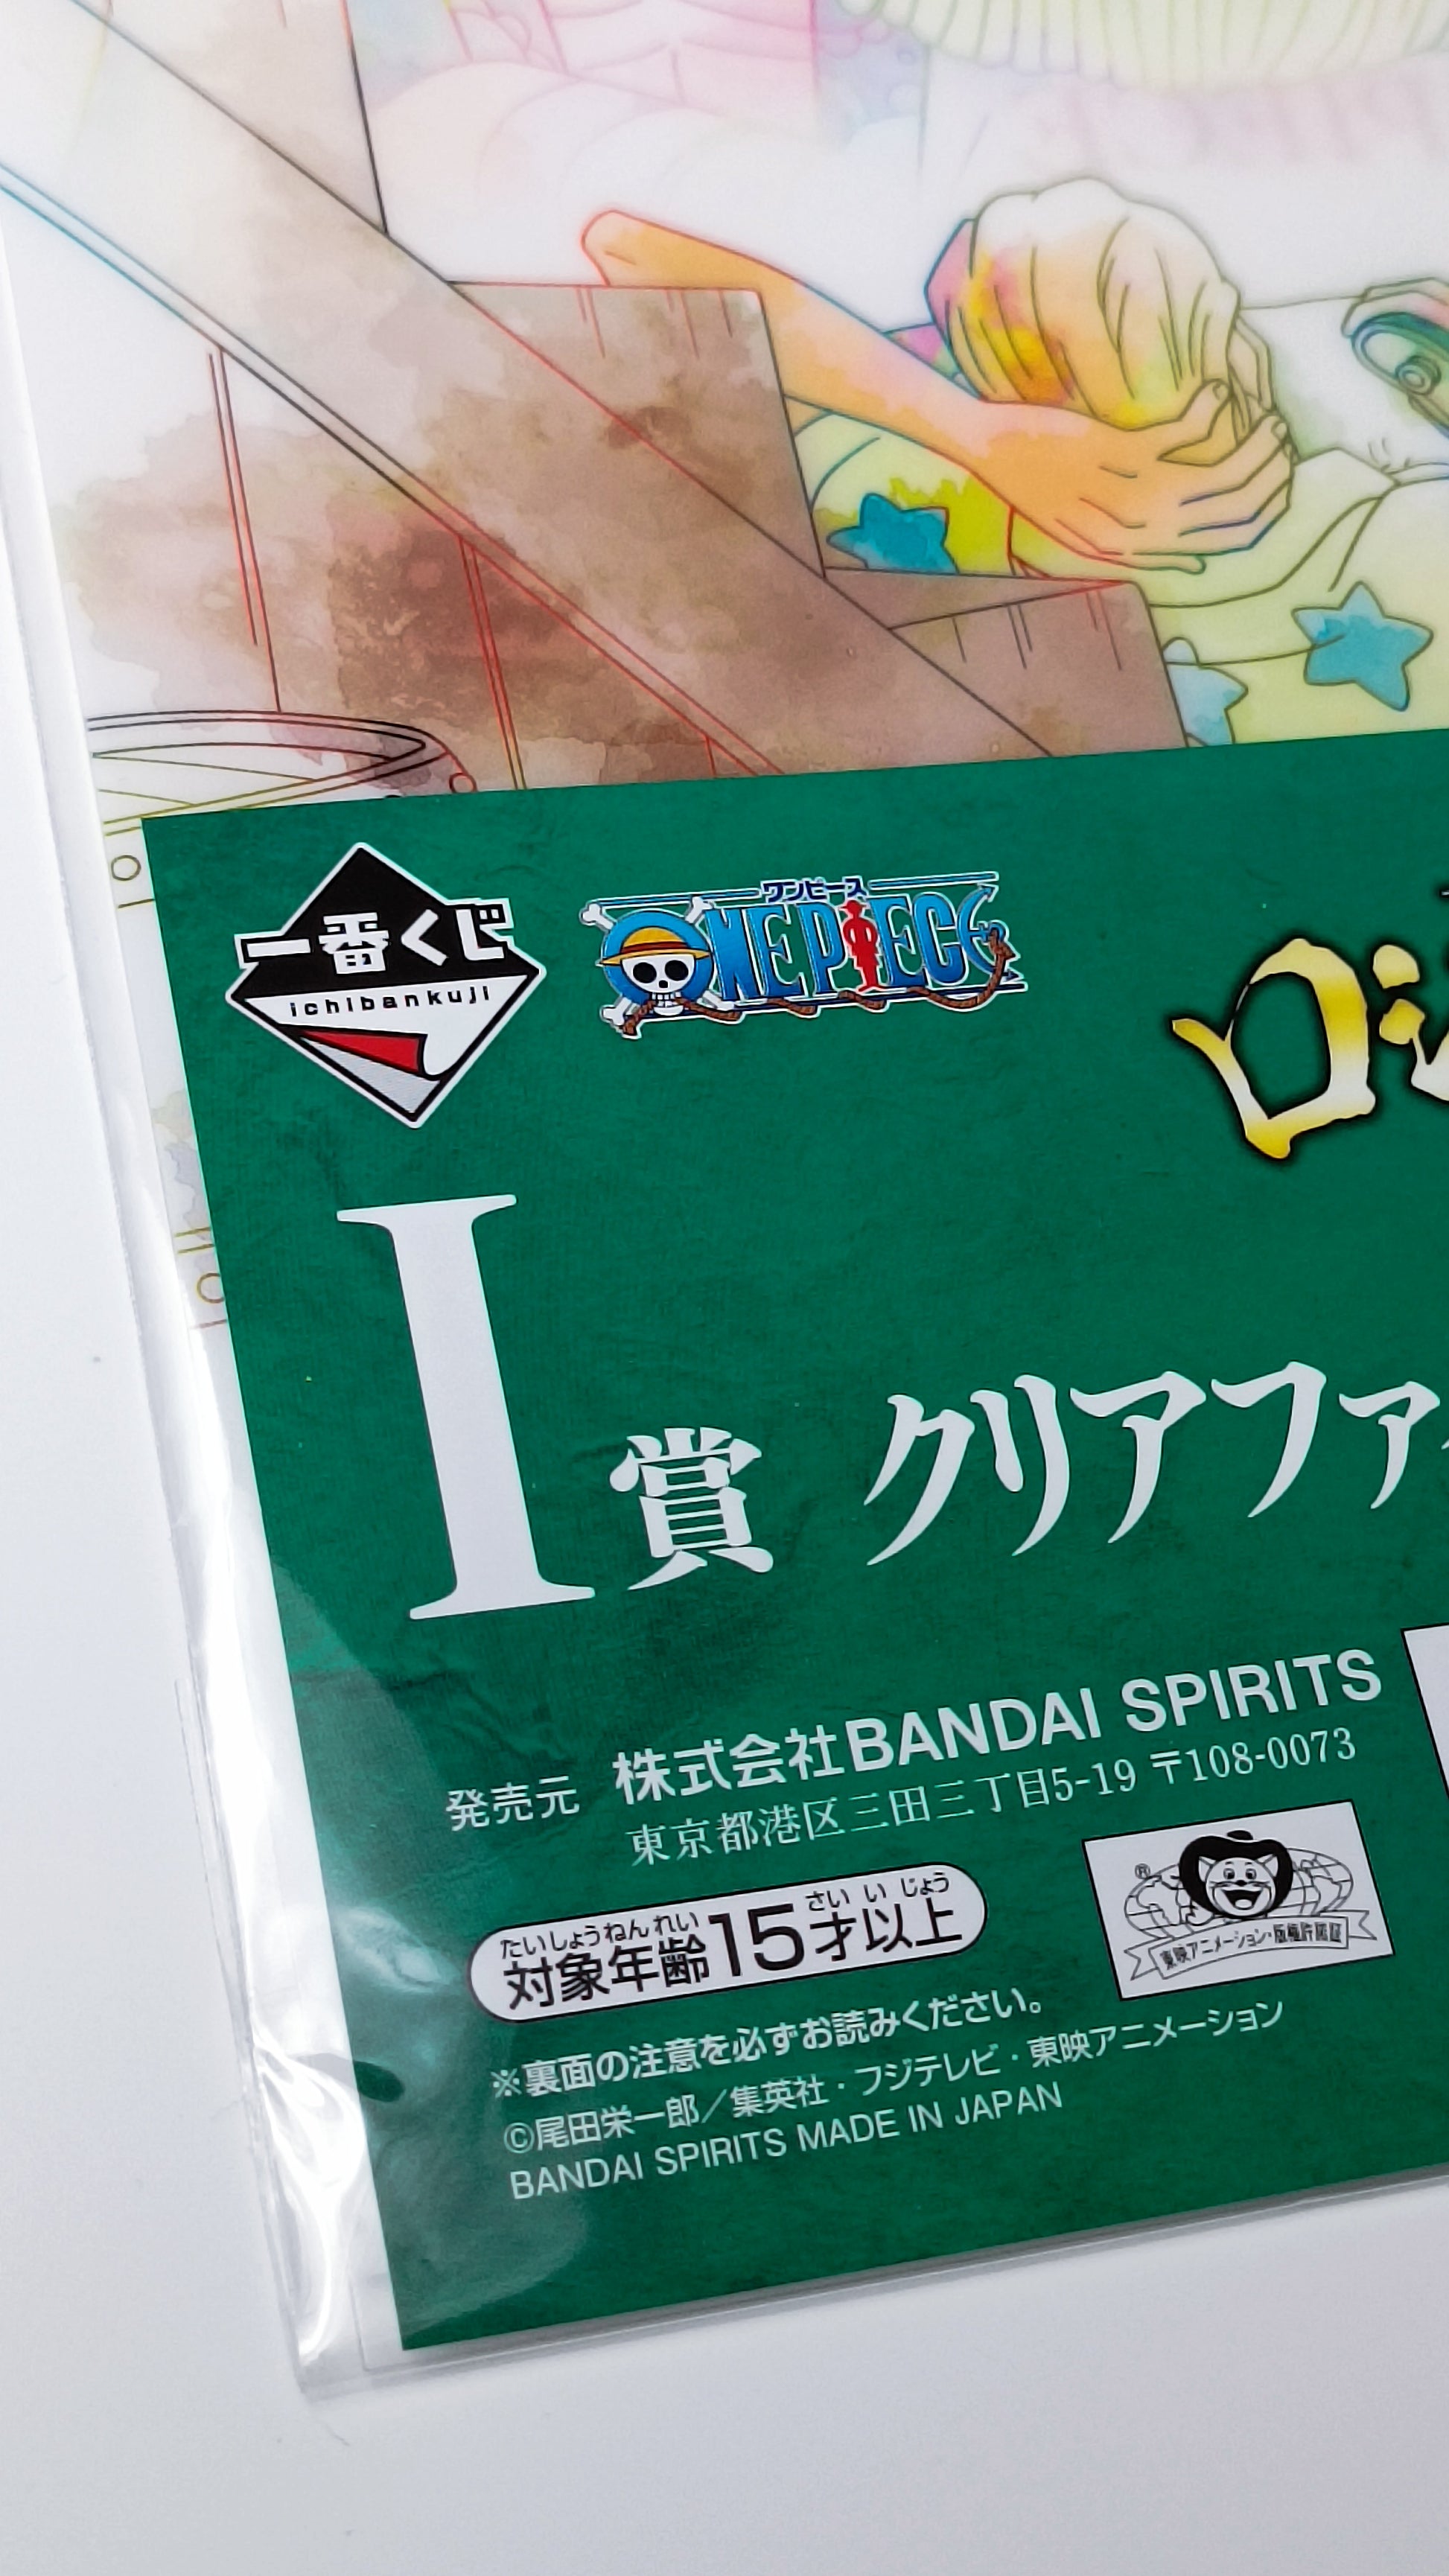 一番くじ
ichibankuji
ワンピース
ONE PIECE
I賞 クリアファ
発売元 株式会社BANDAI SPIRITS
東京都港区三田三丁目5-19 〒108-0073
たいしょうねんれい さいいじょう
対象年齢15才以上
®
東映アニメーション・版権許諾証
※裏面の注意を必ずお読みください。
©尾田栄一郎／集英社・フジテレビ・東映アニメーション
BANDAI SPIRITS MADE IN JAPAN